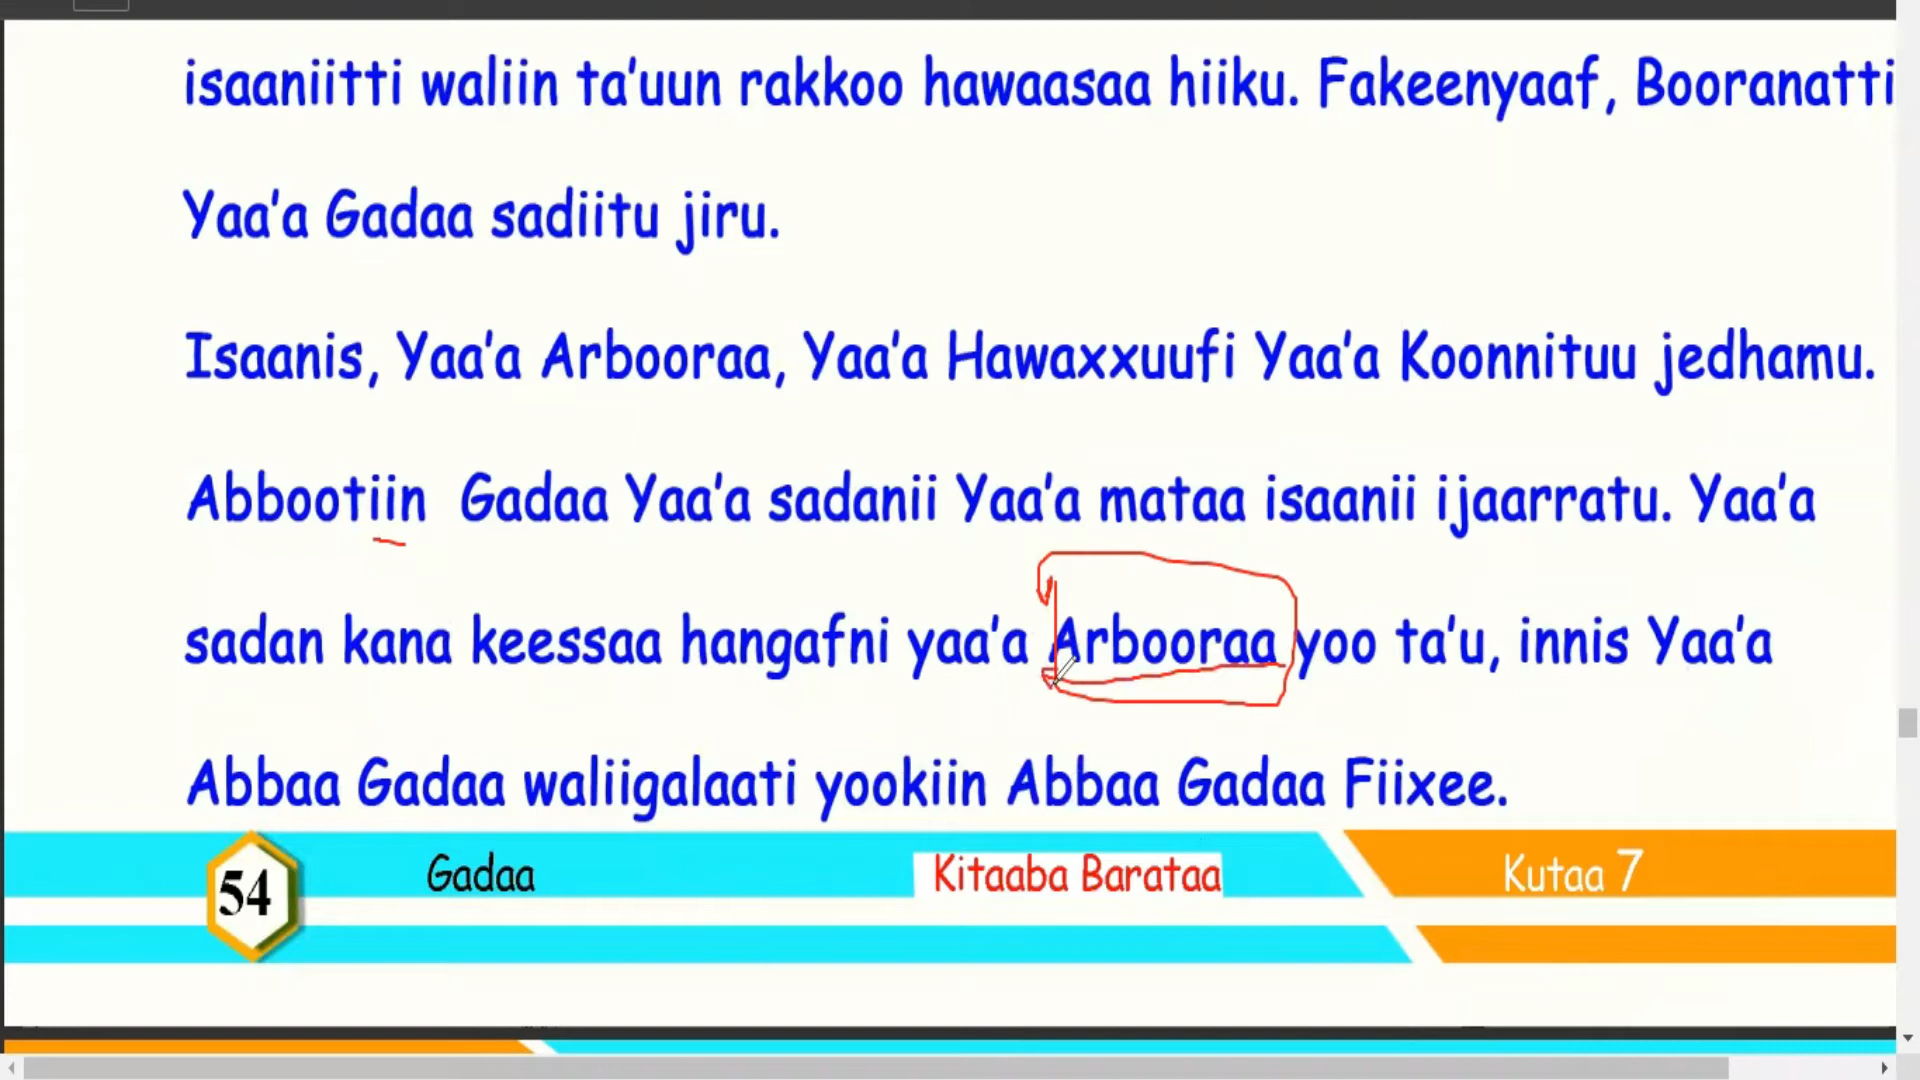 isaaniitti waliin ta'uun rakkoo hawaasaa hiiku. Fakeenyaaf, Booranatti
Yaa'a Gadaa sadiitu jiru.
Isaanis, Yaa'a Arbooraa, Yaa'a Hawaxxuufi Yaa'a Koonnituu jedhamu.
Abbootiin Gadaa Yaa'a sadanii Yaa'a mataa isaanii ijaarratu. Yaa'a
sadan kana keessaa hangafni yaa'a Arbooraa yoo ta'u, innis Yaa'a
Abbaa Gadaa waliigalaati yookiin Abbaa Gadaa Fiixee.
54 Gadaa Kitaaba Barataa Kutaa 7